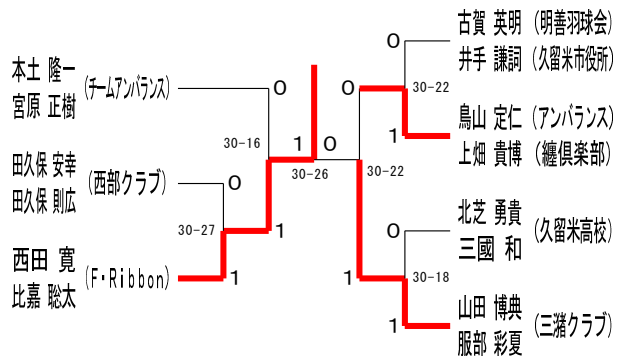 本土 隆一
宮原 正樹
(チームアンバランス)
田久保 安幸
田久保 則広
(西部クラブ)
西田 寛
比嘉 聡太
(F・Ribbon)
0
30-16
1
0
30-27
1
1
0
30-26
古賀 英明 (明善羽球会)
井手 謙詞 (久留米市役所)
鳥山 定仁 (アンバランス)
上畑 貴博 (纏倶楽部)
北芝 勇貴
三國 和
(久留米高校)
山田 博典
服部 彩夏
(三潴クラブ)
0
30-22
1
0
30-22
1
0
30-18
1